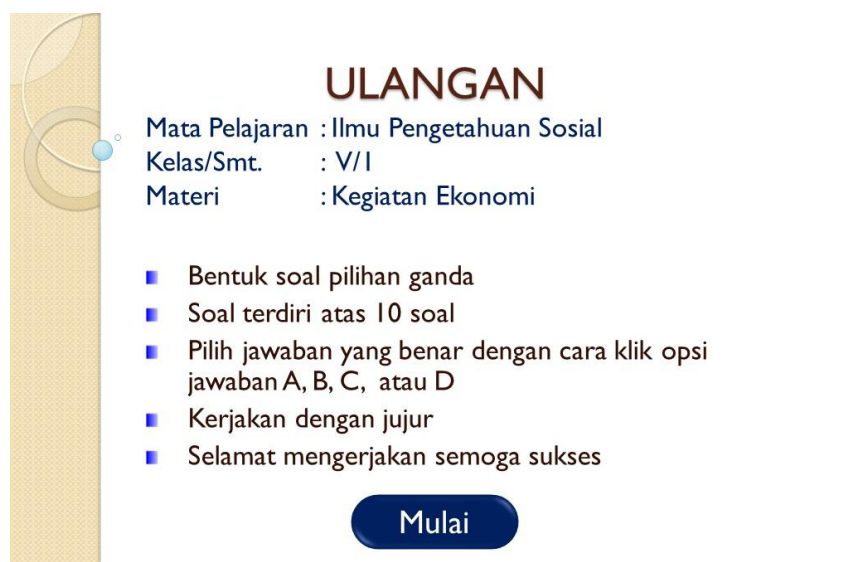 ULANGAN
Mata Pelajaran : Ilmu Pengetahuan Sosial
Kelas/Smt. : V/1
Materi : Kegiatan Ekonomi
Bentuk soal pilihan ganda
Soal terdiri atas 10 soal
Pilih jawaban yang benar dengan cara klik opsi
jawaban A, B, C, atau D
Kerjakan dengan jujur
Selamat mengerjakan semoga sukses
Mulai